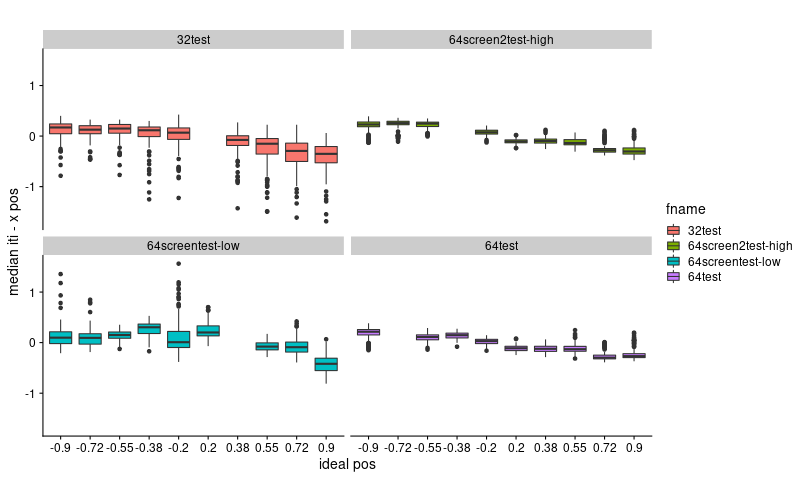 32test
64screen2test-high
1
0
-1
64screentest-low
64test
1
0
-1
median iti - x pos
-0.9 -0.72 -0.55 -0.38 -0.2 0.2 0.38 0.55 0.72 0.9
-0.9 -0.72 -0.55 -0.38 -0.2 0.2 0.38 0.55 0.72 0.9
ideal pos
fname
32test
64screen2test-high
64screentest-low
64test